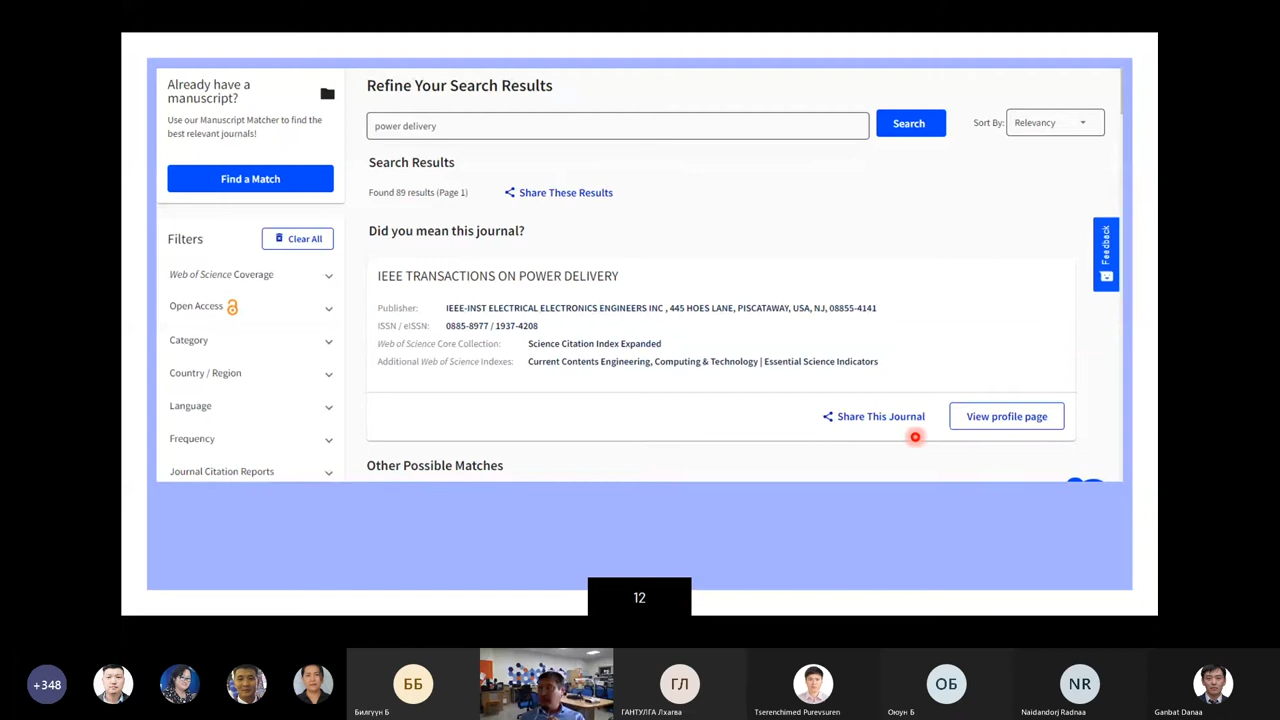 Already have a
manuscript?
Use our Manuscript Matcher to find the
best relevant journals!
Find a Match
Filters
Clear All
Web of Science Coverage
Open Access
Category
Country / Region
Language
Frequency
Journal Citation Reports
Refine Your Search Results
power delivery
Search
Sort By: Relevancy
Search Results
Found 89 results (Page 1)
Share These Results
Did you mean this journal?
IEEE TRANSACTIONS ON POWER DELIVERY
Publisher: IEEE-INST ELECTRICAL ELECTRONICS ENGINEERS INC , 445 HOES LANE, PISCATAWAY, USA, NJ, 08855-4141
ISSN / eISSN: 0885-8977 / 1937-4208
Web of Science Core Collection: Science Citation Index Expanded
Additional Web of Science Indexes: Current Contents Engineering, Computing & Technology | Essential Science Indicators
Share This Journal
View profile page
Other Possible Matches
Feedback
12
+348
ББ
Билгүүн Б
ГЛ
ГАНТУЛГА Лхагва
Tserenchimed Purevsuren
ОБ
Оюун Б
NR
Naidandorj Radnaa
Ganbat Danaa